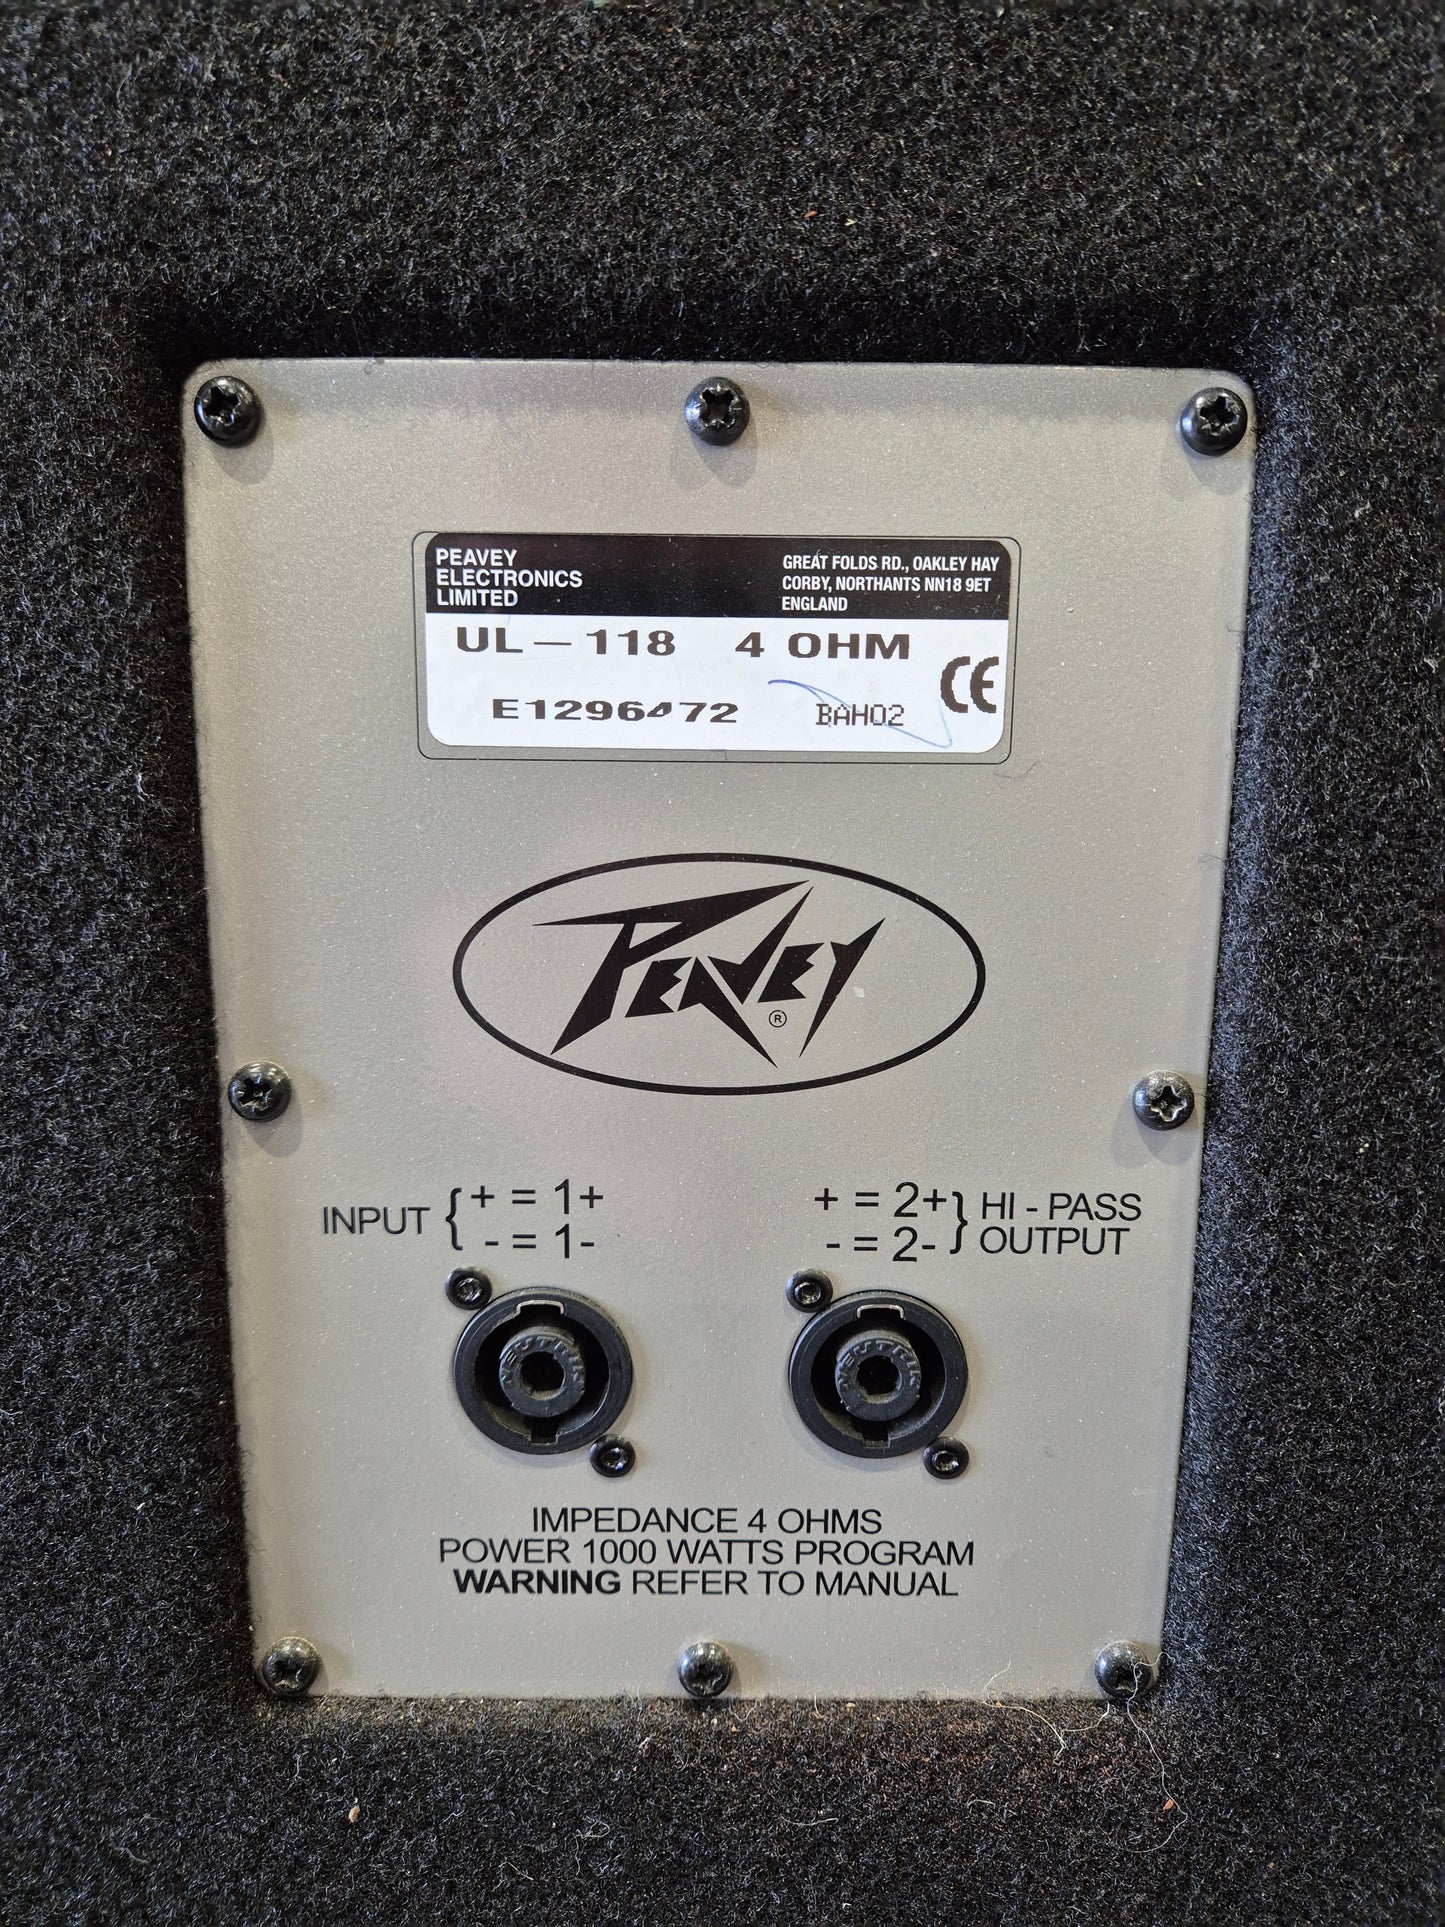 PEAVEY
ELECTRONICS
LIMITED
GREAT FOLDS RD., OAKLEY HAY
CORBY, NORTHANTS NN18 9ET
ENGLAND
UL-118 4 OHM
E1296472 BAH02
CE
PEAVEY ®
INPUT { + = 1+
- = 1-
+ = 2+ } HI - PASS
- = 2- OUTPUT
NEUTRIK
NEUTRIK
IMPEDANCE 4 OHMS
POWER 1000 WATTS PROGRAM
WARNING REFER TO MANUAL